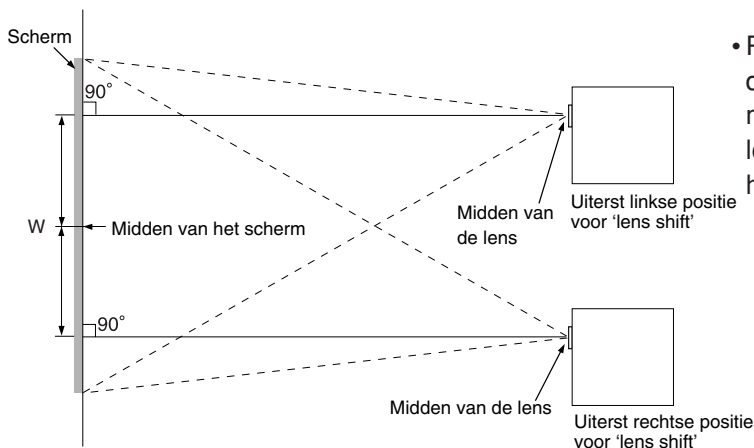 Scherm
90°
W
Midden van het scherm
Midden van
de lens
Uiterst linkse positie
voor 'lens shift'
90°
Midden van de lens
Uiterst rechtse positie
voor 'lens shift'